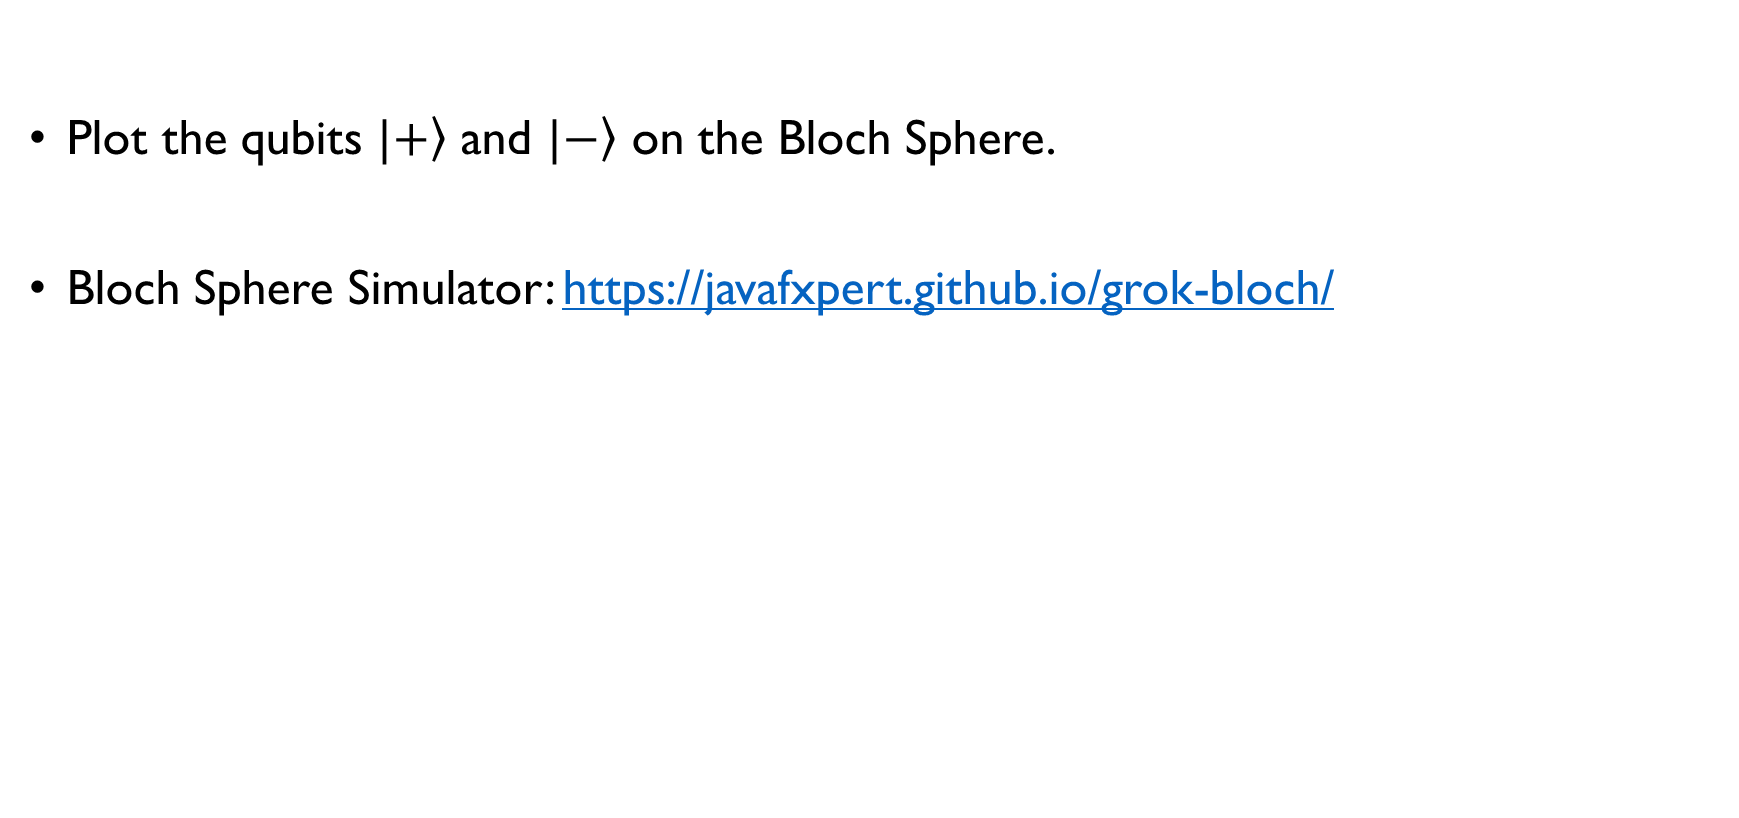 • Plot the qubits |+⟩ and |−⟩ on the Bloch Sphere.
• Bloch Sphere Simulator: https://javafxpert.github.io/grok-bloch/